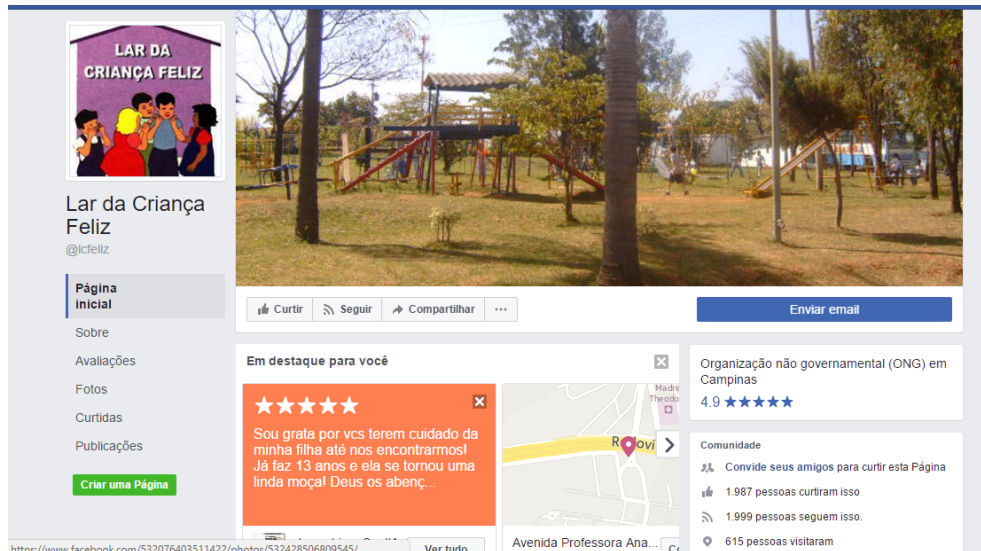 LAR DA
CRIANÇA FELIZ
Lar da Criança
Feliz
@lcfeliz
Página
inicial
Sobre
Avaliações
Fotos
Curtidas
Publicações
Criar uma Página
Curtir
Seguir
Compartilhar
Enviar email
Em destaque para você
Sou grata por vcs terem cuidado da
minha filha até nos encontrarmos!
Já faz 13 anos e ela se tornou uma
linda moça! Deus os abenç...
Ver tudo
Madre
Theodo
Rodovi
Avenida Professora Ana...
Organização não governamental (ONG) em
Campinas
4.9
Comunidade
Convide seus amigos para curtir esta Página
1.987 pessoas curtiram isso
1.999 pessoas seguem isso.
615 pessoas visitaram
https://www.facebook.com/532076403511422/photos/532428506809545/